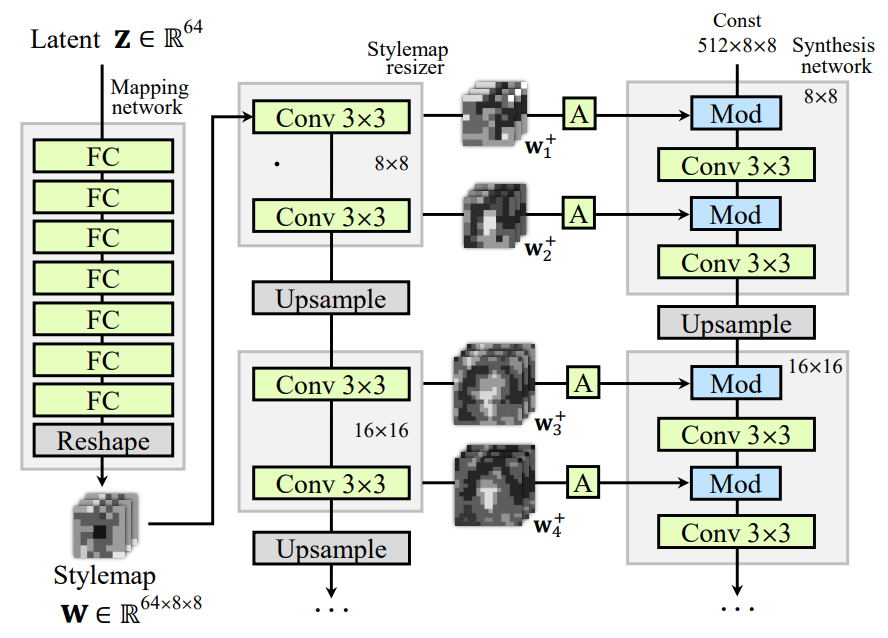 Latent z ∈ ℝ^64
Mapping
network
FC
FC
FC
FC
FC
FC
FC
Reshape
Stylemap
w ∈ ℝ^64×8×8
Stylemap
resizer
Conv 3×3
8×8
Conv 3×3
Upsample
Conv 3×3
16×16
Conv 3×3
Upsample
...
w₁⁺
A
w₂⁺
A
w₃⁺
A
w₄⁺
A
Const
512×8×8
Synthesis
network
8×8
Mod
Conv 3×3
Mod
Conv 3×3
Upsample
16×16
Mod
Conv 3×3
Mod
Conv 3×3
...